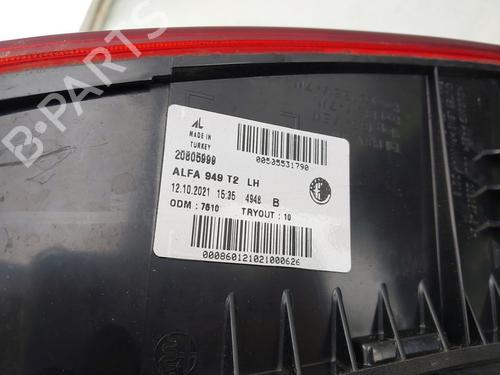 AL
MADE IN
TURKEY
20805999
00505531790
ALFA 949 T2 LH
12.10.2021 15:35 4948 B
ODM : 7610 TRYOUT : 10
000860121021000626
B-PARTS